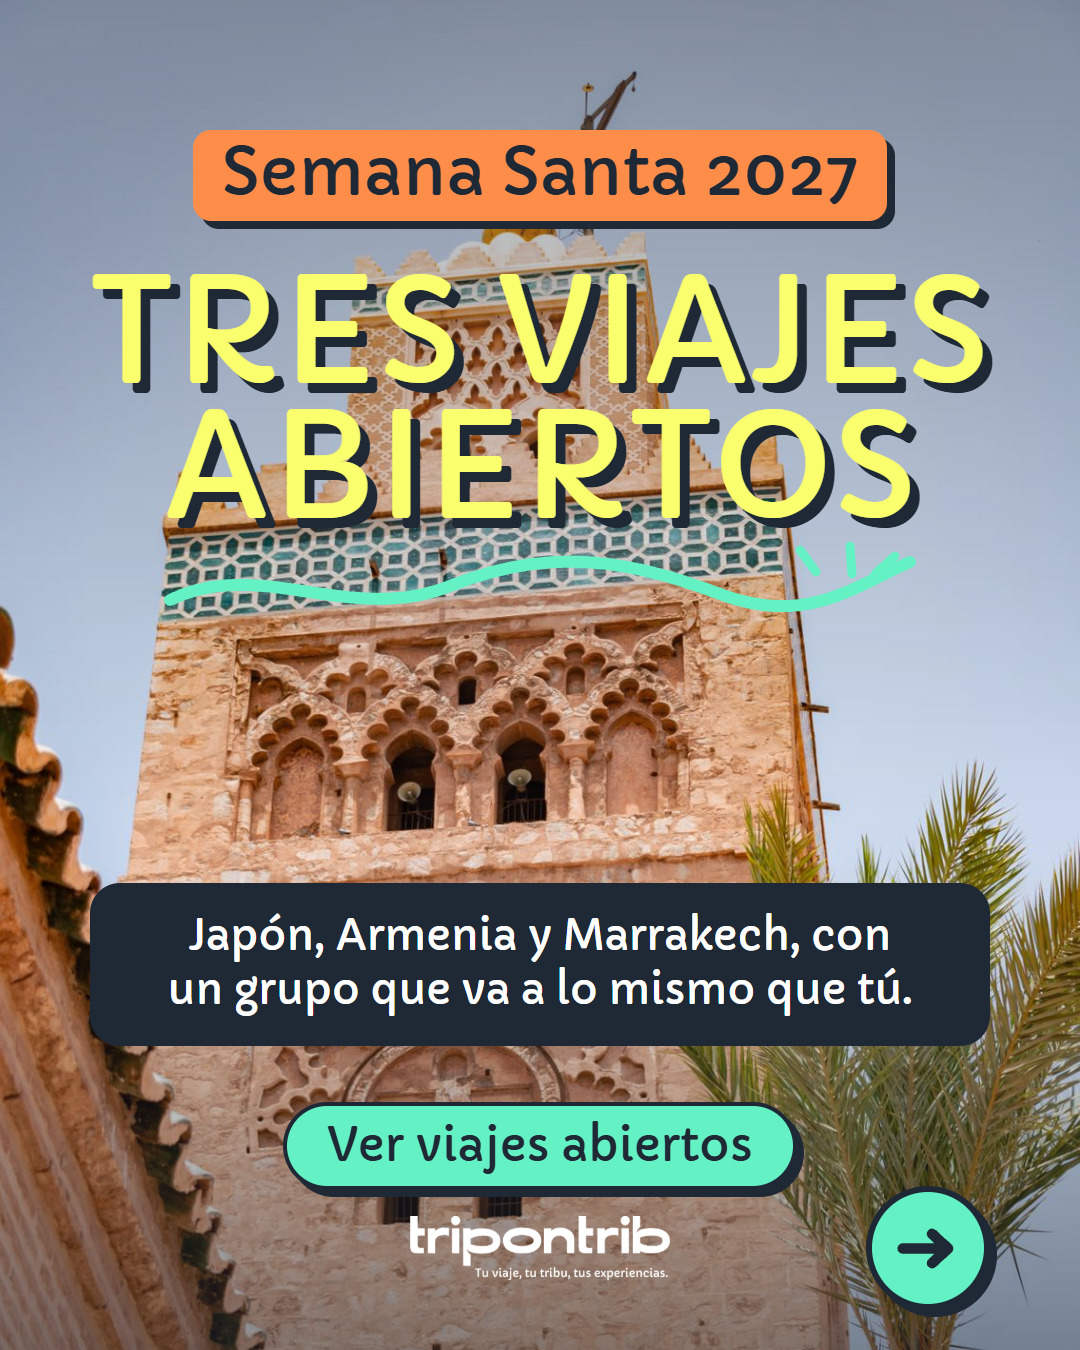 Semana Santa 2027
TRES VIAJES
ABIERTOS
Japón, Armenia y Marrakech, con
un grupo que va a lo mismo que tú.
Ver viajes abiertos
tripontrib
Tu viaje, tu tribu, tus experiencias.